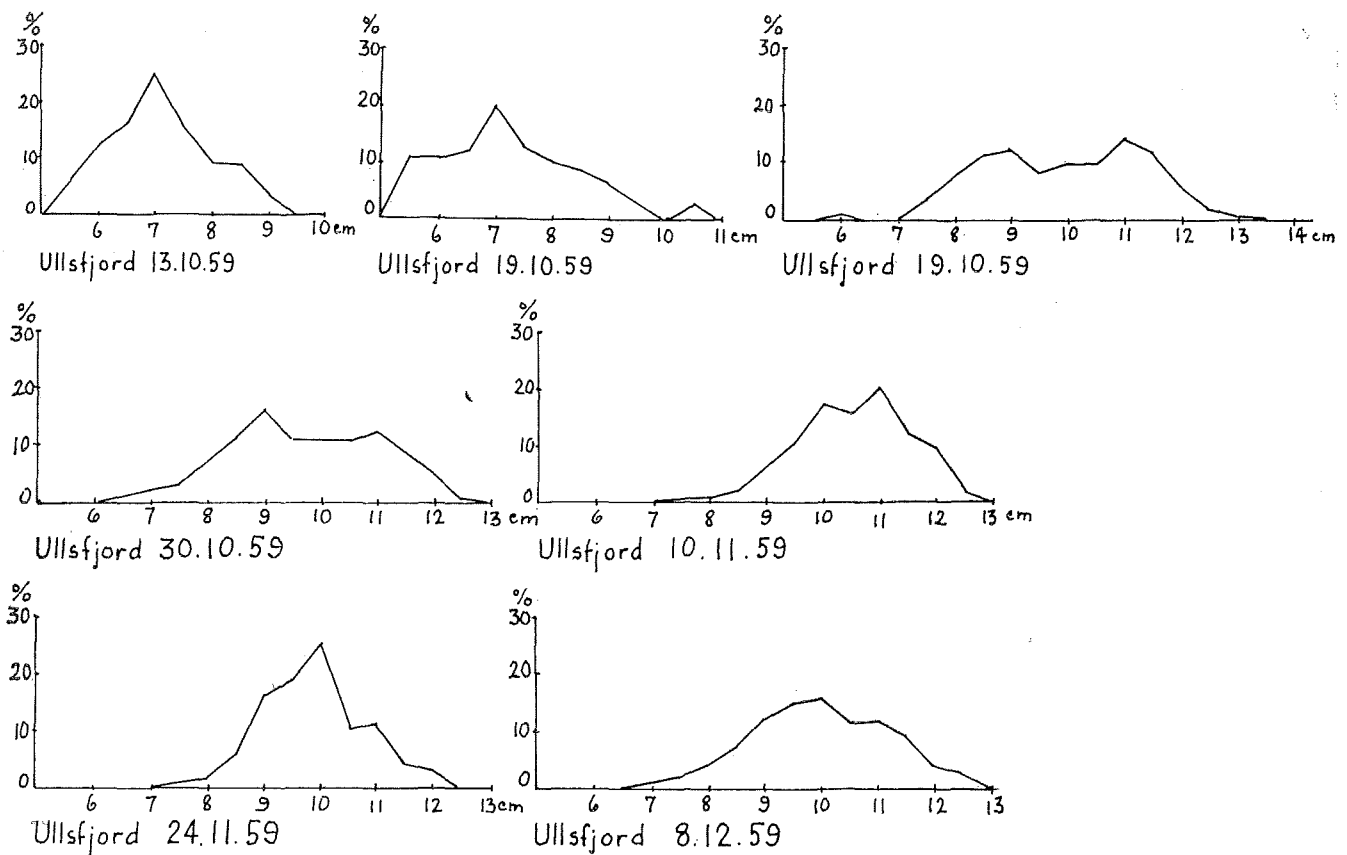 %
30
20
10
0
6 7 8 9 10 cm
Ullsfjord 13.10.59
%
30
20
10
0
6 7 8 9 10 11 cm
Ullsfjord 19.10.59
%
30
20
10
0
6 7 8 9 10 11 12 13 14 cm
Ullsfjord 19.10.59
%
30
20
10
0
6 7 8 9 10 11 12 13 cm
Ullsfjord 30.10.59
%
30
20
10
0
6 7 8 9 10 11 12 13 cm
Ullsfjord 10.11.59
%
30
20
10
0
6 7 8 9 10 11 12 13 cm
Ullsfjord 24.11.59
%
30
20
10
0
6 7 8 9 10 11 12 13
Ullsfjord 8.12.59